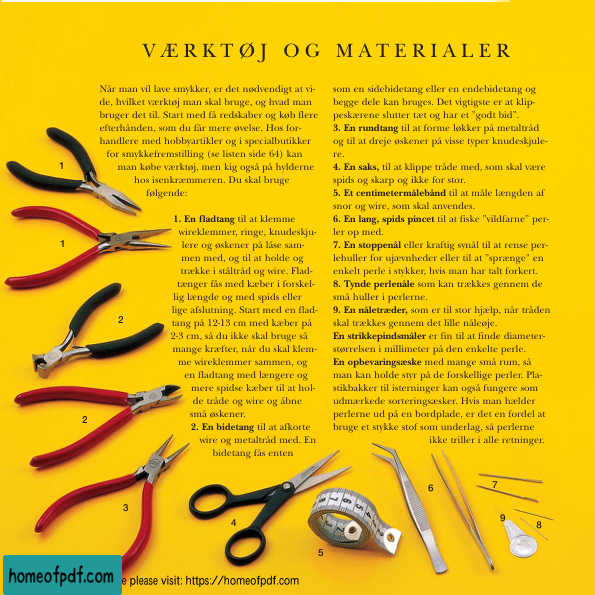 VÆRKTØJ OG MATERIALER
Når man vil lave smykker, er det nødvendigt at vi-
de, hvilket værktøj man skal bruge, og hvad man
bruger det til. Start med få redskaber og køb flere
efterhånden, som du får mere øvelse. Hos for-
handlere med hobbyartikler og i specialbutikker
for smykkefremstilling (se listen side 64) kan
man købe værktøj, men kig også på hylderne
hos isenkræmmeren. Du skal bruge
følgende:
1. En fladtang til at klemme
wireklemmer, ringe, knudeskju-
lere og øskener på låse sam-
men med, og til at holde og
trække i ståltråd og wire. Flad-
tænger fås med kæber i forskel-
lig længde og med spids eller
lige afslutning. Start med en flad-
tang på 12-13 cm med kæber på
2-3 cm, så du ikke skal bruge så
mange kræfter, når du skal klem-
me wireklemmer sammen, og
en fladtang med længere og
mere spidse kæber til at hol-
de tråde og wire og åbne
små øskener.
2. En bidetang til at afkorte
wire og metaltråd med. En
bidetang fås enten
som en sidebidetang eller en endebidetang og
begge dele kan bruges. Det vigtigste er at klip-
peskærene slutter tæt og har et ”godt bid”.
3. En rundtang til at forme løkker på metaltråd
og til at dreje øskener på visse typer knudeskjule-
re.
4. En saks, til at klippe tråde med, som skal være
spids og skarp og ikke for stor.
5. Et centimetermålebånd til at måle længden af
snor og wire, som skal anvendes.
6. En lang, spids pincet til at fiske ”vildfarne” per-
ler op med.
7. En stoppenål eller kraftig synål til at rense per-
lehuller for ujævnheder eller til at ”sprænge” en
enkelt perle i stykker, hvis man har talt forkert.
8. Tynde perlenåle som kan trækkes gennem de
små huller i perlerne.
9. En nåletræder, som er til stor hjælp, når tråden
skal trækkes gennem det lille nåleøje.
En strikkepindsmåler er fin til at finde diameter-
størrelsen i millimeter på den enkelte perle.
En opbevaringsæske med mange små rum, så
man kan holde styr på de forskellige perler. Pla-
stikbakker til isterninger kan også fungere som
udmærkede sorteringsæsker. Hvis man hælder
perlerne ud på en bordplade, er det en fordel at
bruge et stykke stof som underlag, så perlerne
ikke triller i alle retninger.
1
1
2
2
3
4
5
6
7
9
8
homeofpdf.com
please visit: https://homeofpdf.com